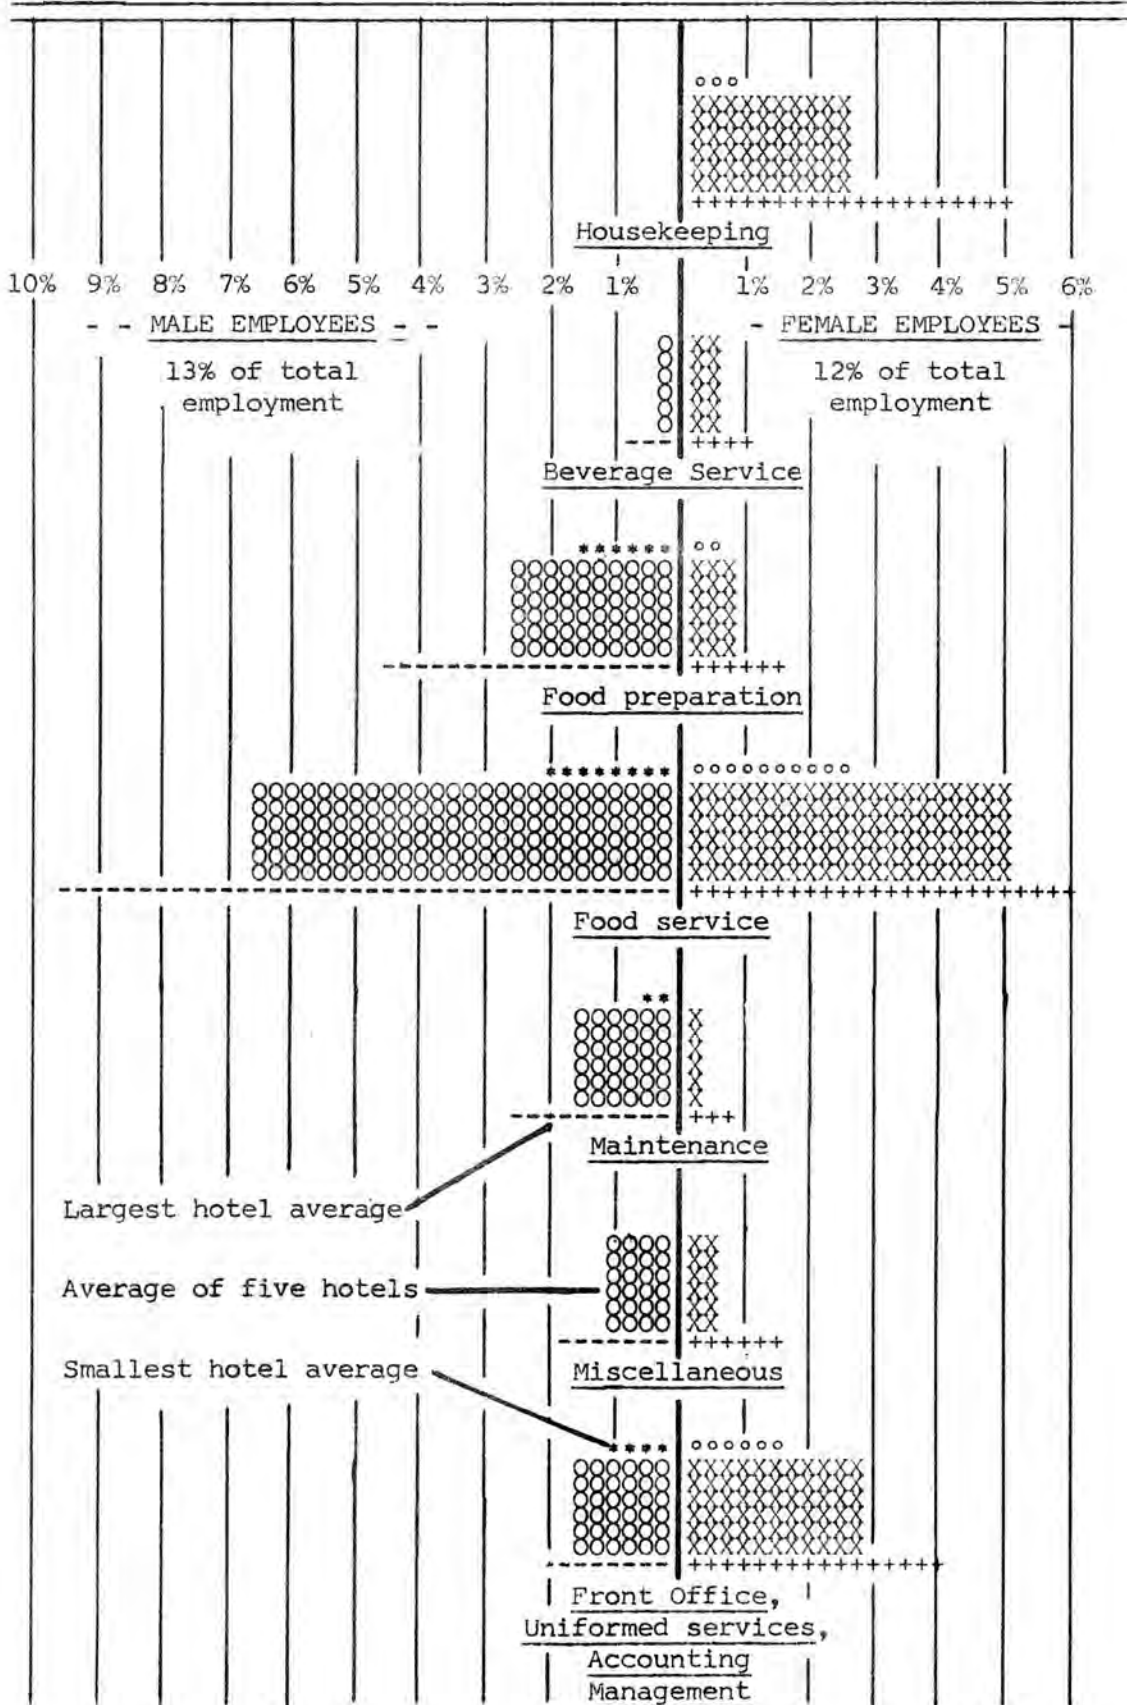 Housekeeping
10% 9% 8% 7% 6% 5% 4% 3% 2% 1% 1% 2% 3% 4% 5% 6%
- - MALE EMPLOYEES - - - FEMALE EMPLOYEES -
13% of total 12% of total
employment employment
Beverage Service
Food preparation
Food service
Maintenance
Largest hotel average
Average of five hotels
Smallest hotel average
Miscellaneous
Front Office,
Uniformed services,
Accounting
Management